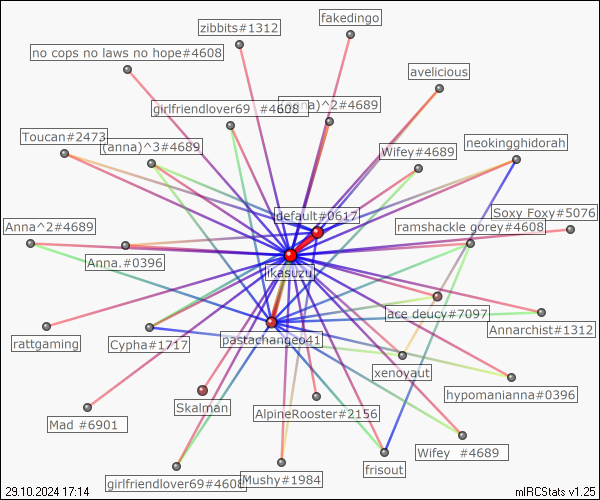 fakedingo
zibbits#1312
no cops no laws no hope#4608
avelicious
girlfriendlover69 #4608
(anna)^2#4689
Toucan#2473
(anna)^3#4689
Wifey#4689
neokingghidorah
default#0617
Soxy Foxy#5076
Anna^2#4689
ramshackle gorey#4608
Anna.#0396
likasuzu
ace deucy#7097
Annarchist#1312
rattgaming
Cypha#1717
pastachangeo41
xenoyaut
hypomanianna#0396
Skalman
AlpineRooster#2156
Mad #6901
Wifey #4689
frisout
girlfriendlover69#4608
Mushy#1984
29.10.2024 17:14
mIRCStats v1.25